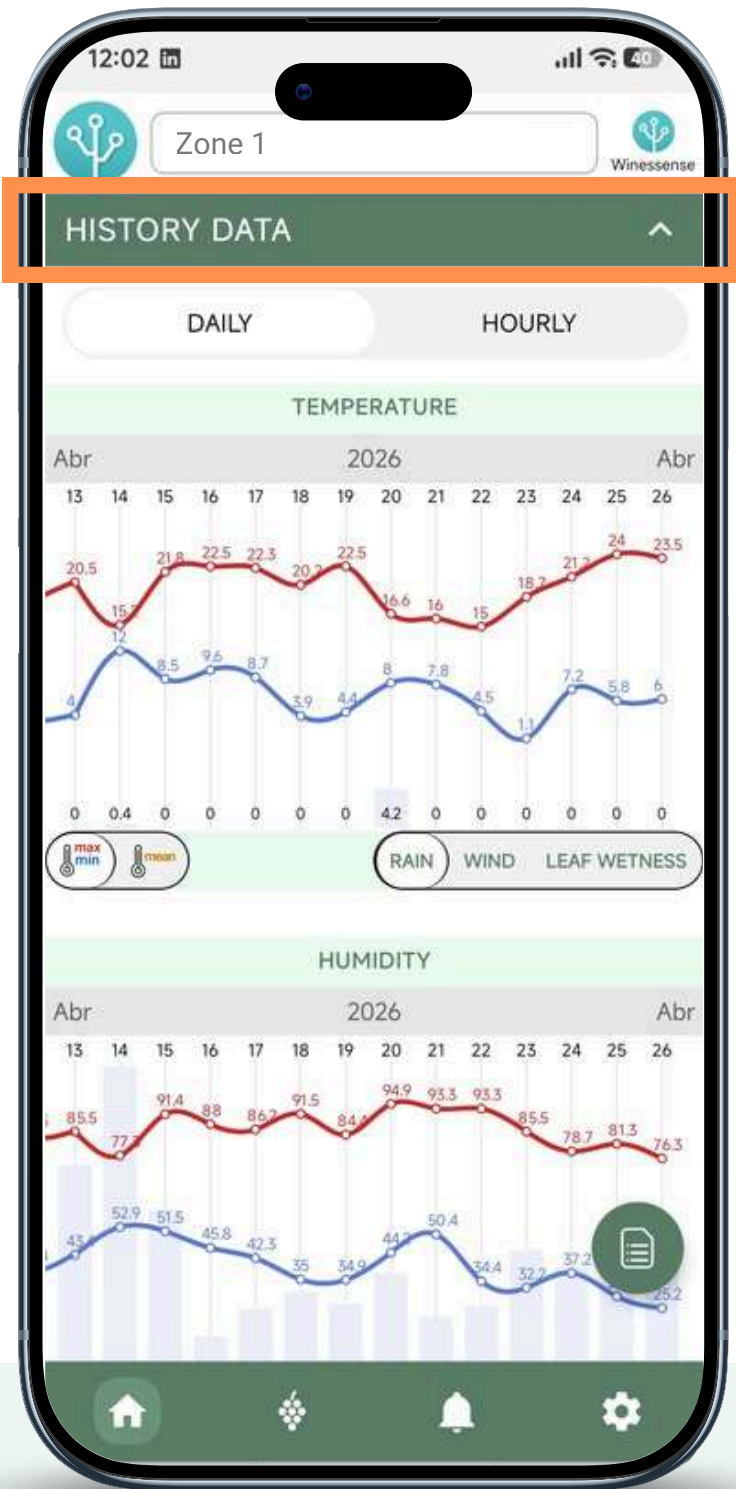 12:02 in 40
Zone 1
Winessense
HISTORY DATA
DAILY HOURLY
TEMPERATURE
Abr 2026 Abr
13 14 15 16 17 18 19 20 21 22 23 24 25 26
20.5 21.8 22.5 22.3 22.5 16.6 16 15 18.7 24 23.5
4 12 8.5 9.6 8.7 3.9 4.4 8 7.8 4.5 1.1 7.2 5.8 6
0 0.4 0 0 0 0 0 4.2 0 0 0 0 0 0
max
min mean RAIN WIND LEAF WETNESS
HUMIDITY
Abr 2026 Abr
13 14 15 16 17 18 19 20 21 22 23 24 25 26
85.5 91.4 88 86.2 91.5 94.9 93.3 93.3 85.5 78.7 81.3 76.3
52.9 51.5 45.8 42.3 35 34.9 50.4 34.4 32.2 37.2 25.2